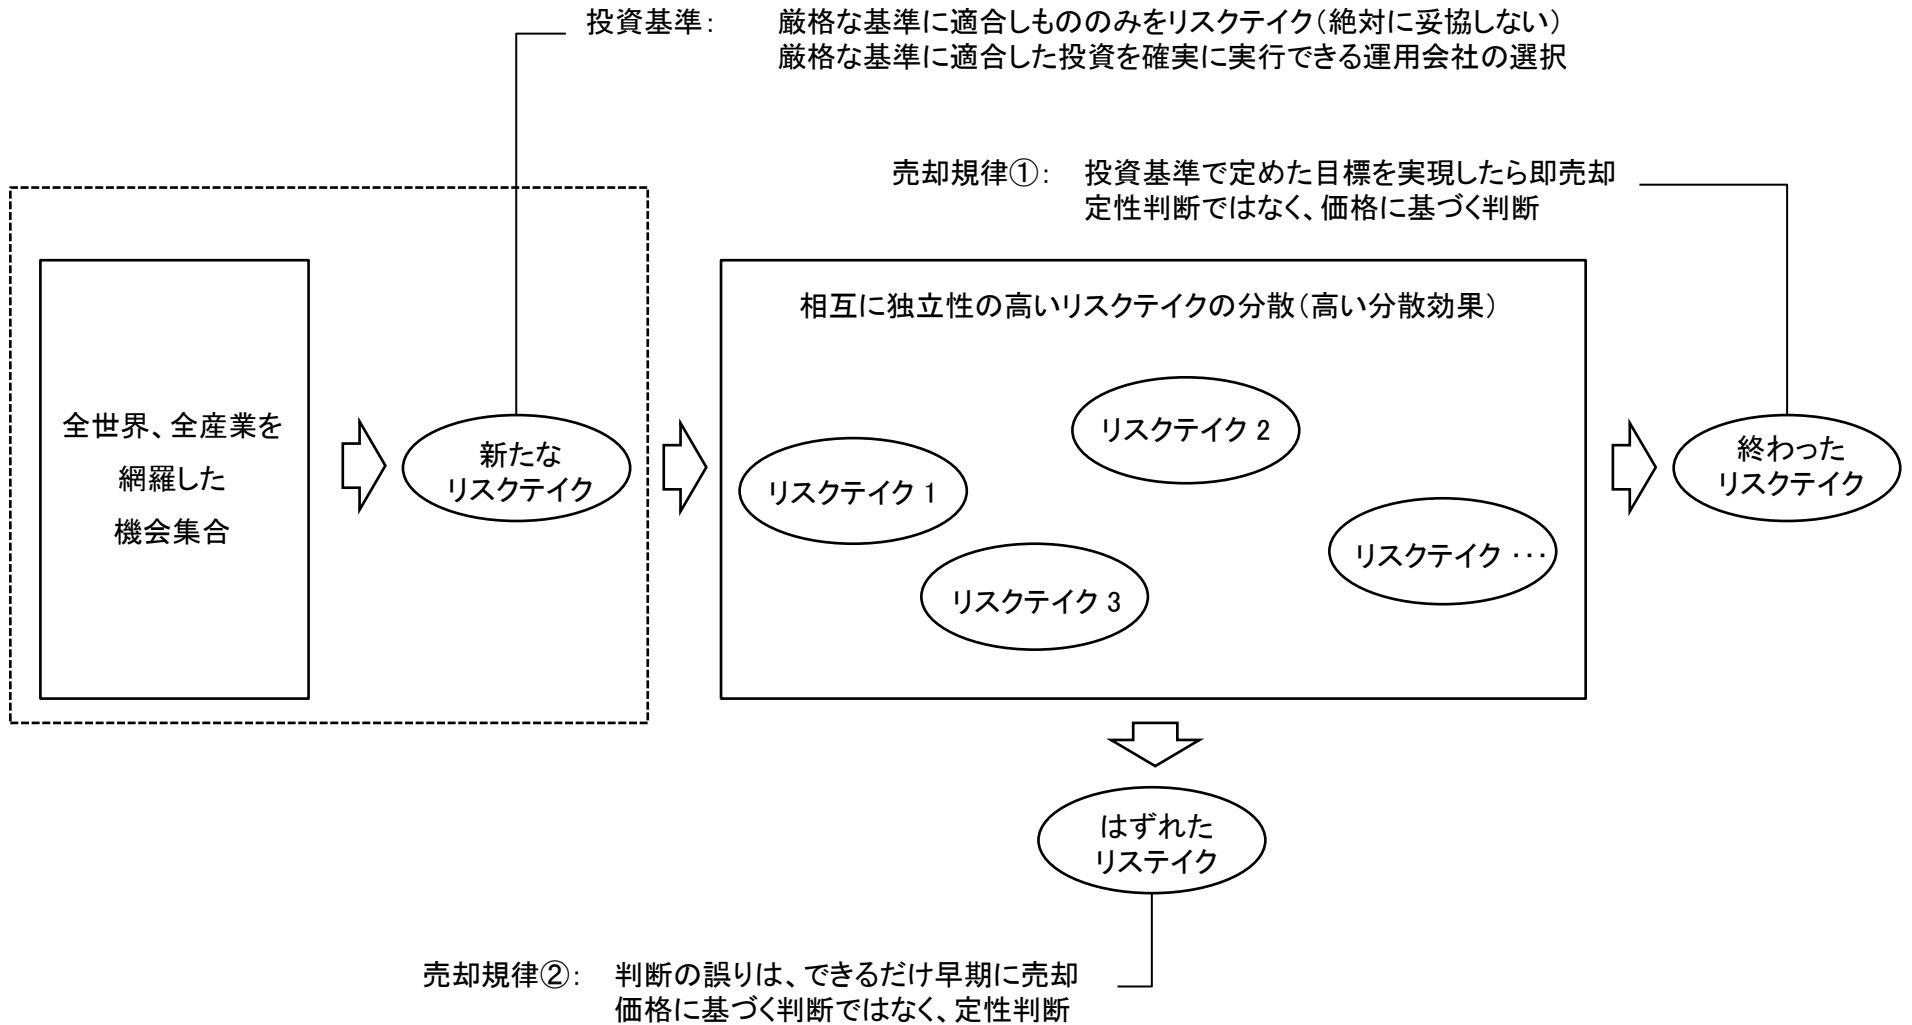 投資基準： 厳格な基準に適合しもののみをリスクテイク（絶対に妥協しない）
厳格な基準に適合した投資を確実に実行できる運用会社の選択
売却規律①： 投資基準で定めた目標を実現したら即売却
定性判断ではなく、価格に基づく判断
相互に独立性の高いリスクテイクの分散（高い分散効果）
全世界、全産業を
網羅した
機会集合
新たな
リスクテイク
リスクテイク 1
リスクテイク 2
リスクテイク 3
リスクテイク ･･･
終わった
リスクテイク
はずれた
リステイク
売却規律②： 判断の誤りは、できるだけ早期に売却
価格に基づく判断ではなく、定性判断